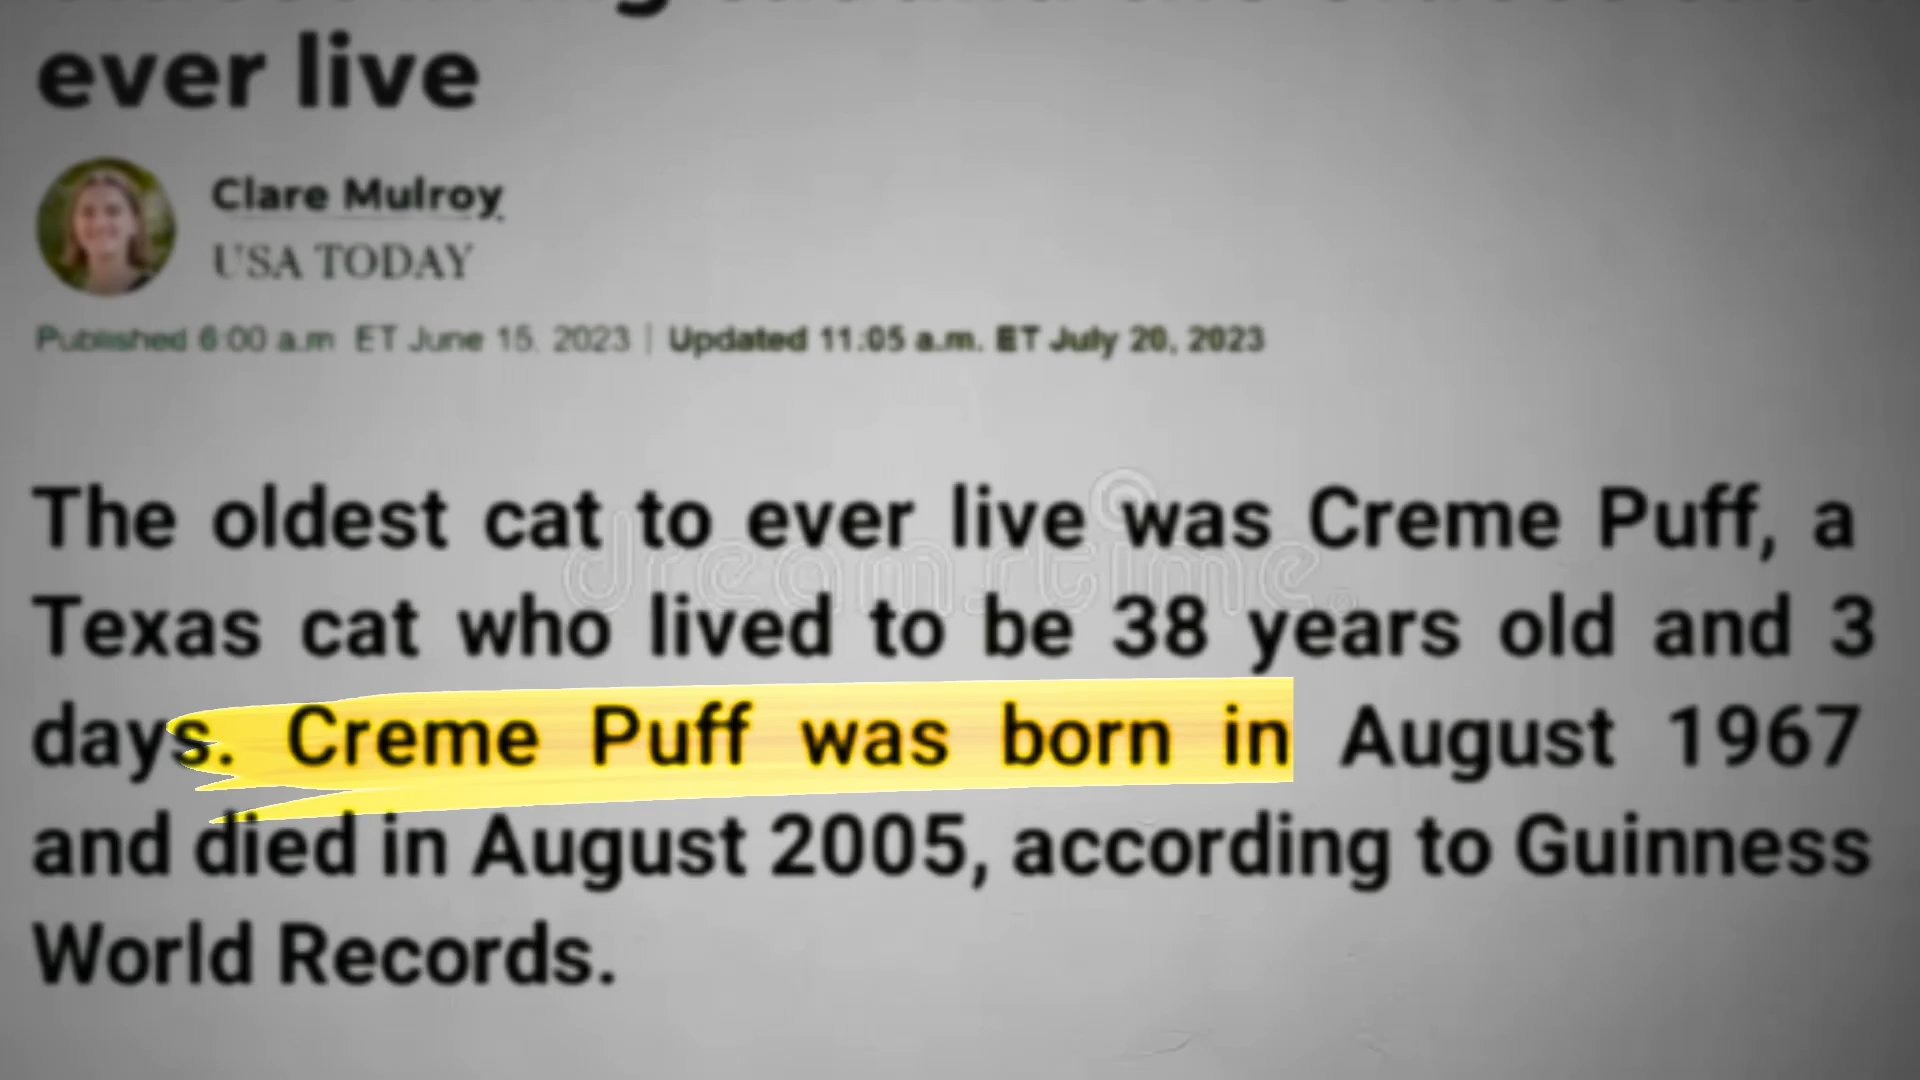 ever live
Clare Mulroy
USA TODAY
Published 6:00 a.m. ET June 15, 2023 | Updated 11:05 a.m. ET July 20, 2023
The oldest cat to ever live was Creme Puff, a
dreamstime
Texas cat who lived to be 38 years old and 3
days. Creme Puff was born in August 1967
and died in August 2005, according to Guinness
World Records.